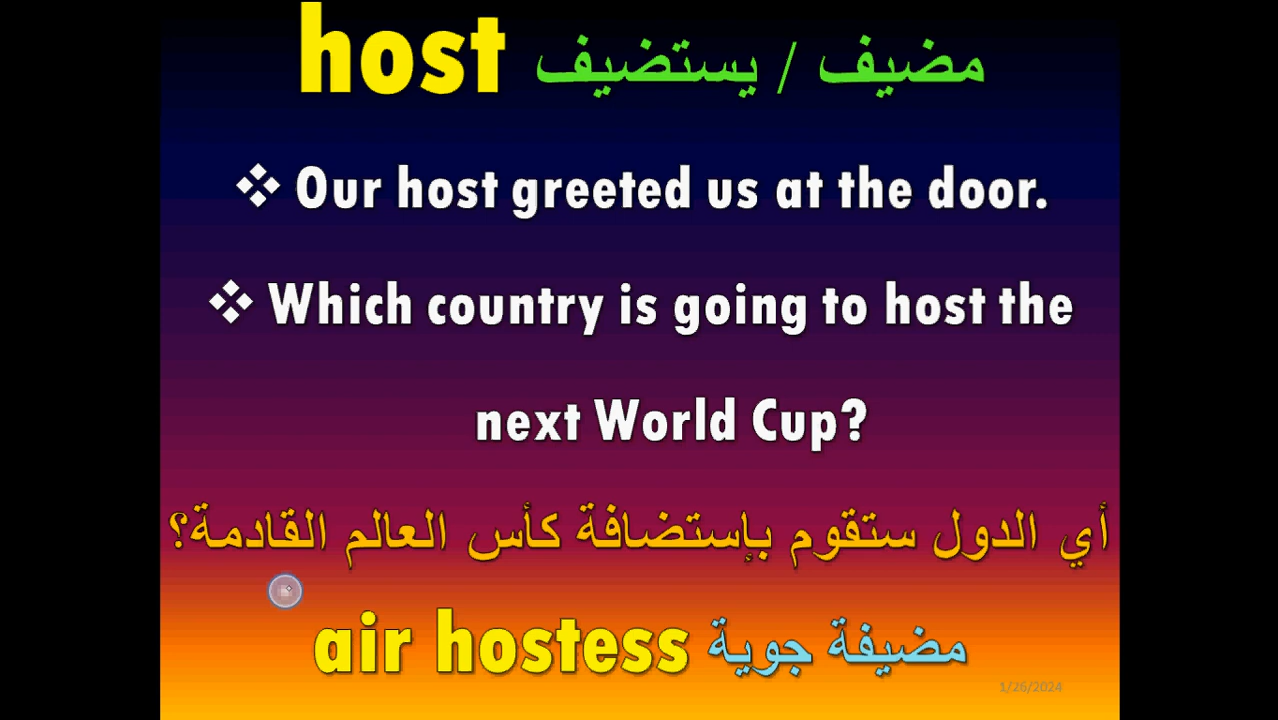 host مضيف / يستضيف
❖ Our host greeted us at the door.
❖ Which country is going to host the
next World Cup?
أي الدول ستقوم بإستضافة كأس العالم القادمة؟
air hostess مضيفة جوية
1/26/2024